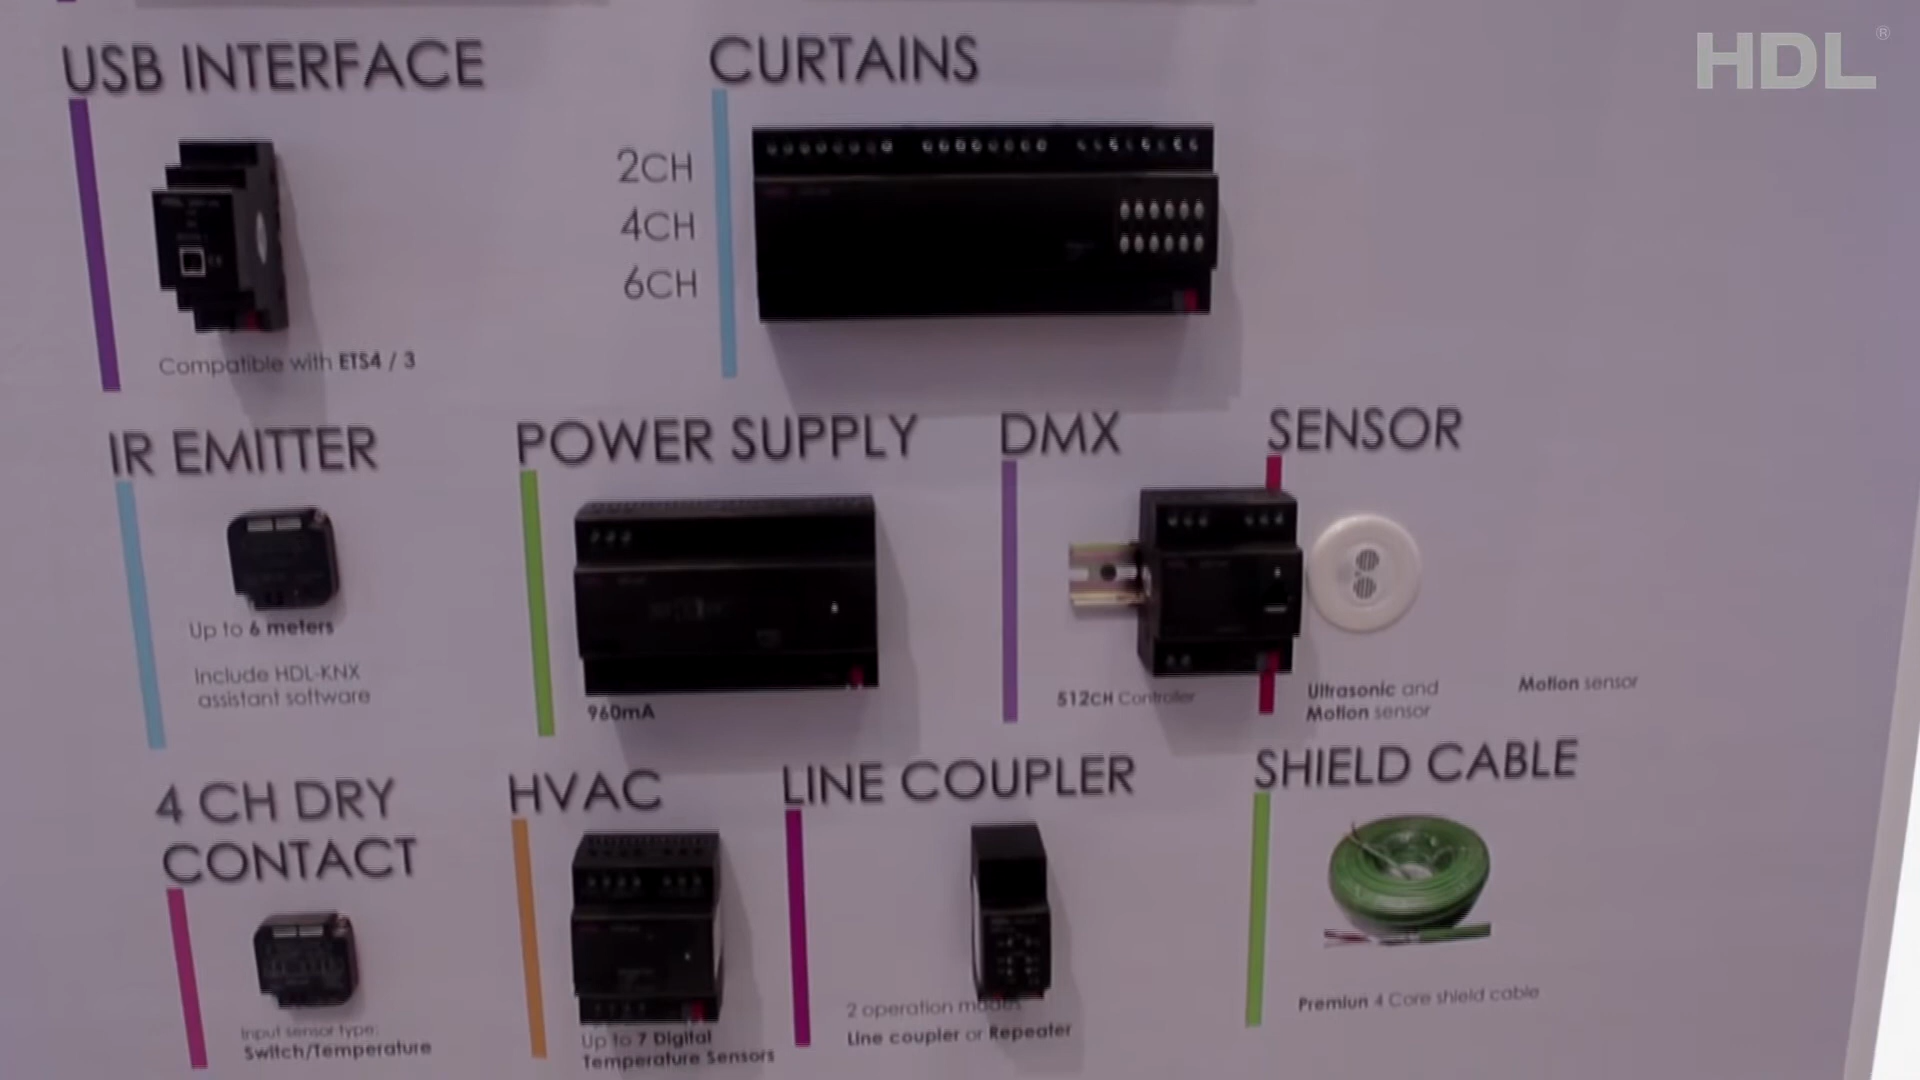 HDL®
USB INTERFACE
Compatible with ETS4 / 3
CURTAINS
2CH
4CH
6CH
IR EMITTER
Up to 6 meters
Include HDL-KNX
assistant software
POWER SUPPLY
960mA
DMX
512CH Controller
SENSOR
Ultrasonic and
Motion sensor
Motion sensor
4 CH DRY
CONTACT
Input sensor type:
Switch/Temperature
HVAC
Up to 7 Digital
Temperature Sensors
LINE COUPLER
2 operation modes
Line coupler or Repeater
SHIELD CABLE
Premiun 4 Core shield cable